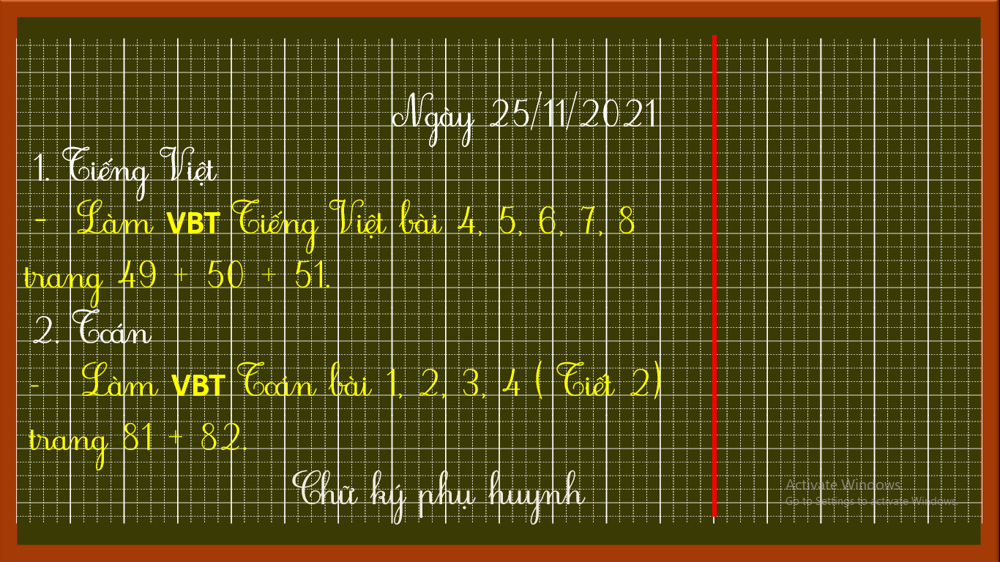 Ngày 25/11/2021
1. Tiếng Việt
- Làm VBT Tiếng Việt bài 4, 5, 6, 7, 8
trang 49 + 50 + 51.
2. Toán
- Làm VBT Toán bài 1, 2, 3, 4 ( Tiết 2)
trang 81 + 82.
Chữ ký phụ huynh
Activate Windows
Go to Settings to activate Windows.